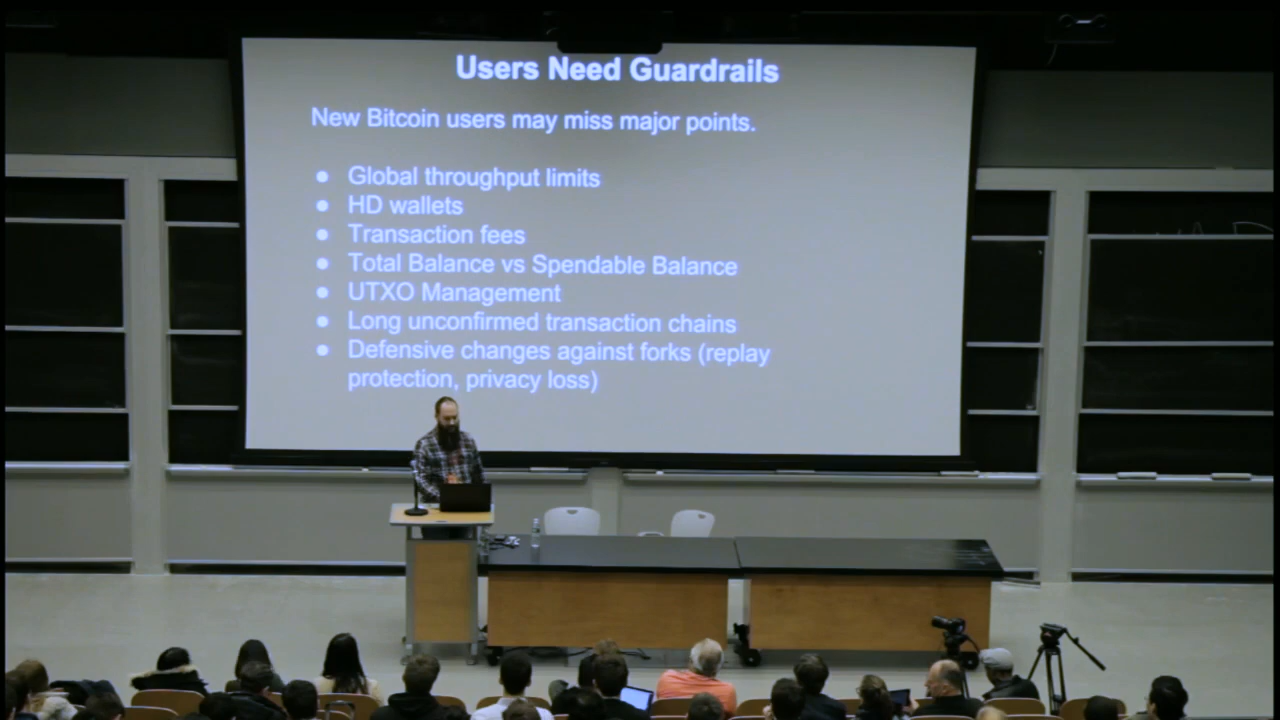 Users Need Guardrails
New Bitcoin users may miss major points.
● Global throughput limits
● HD wallets
● Transaction fees
● Total Balance vs Spendable Balance
● UTXO Management
● Long unconfirmed transaction chains
● Defensive changes against forks (replay
protection, privacy loss)